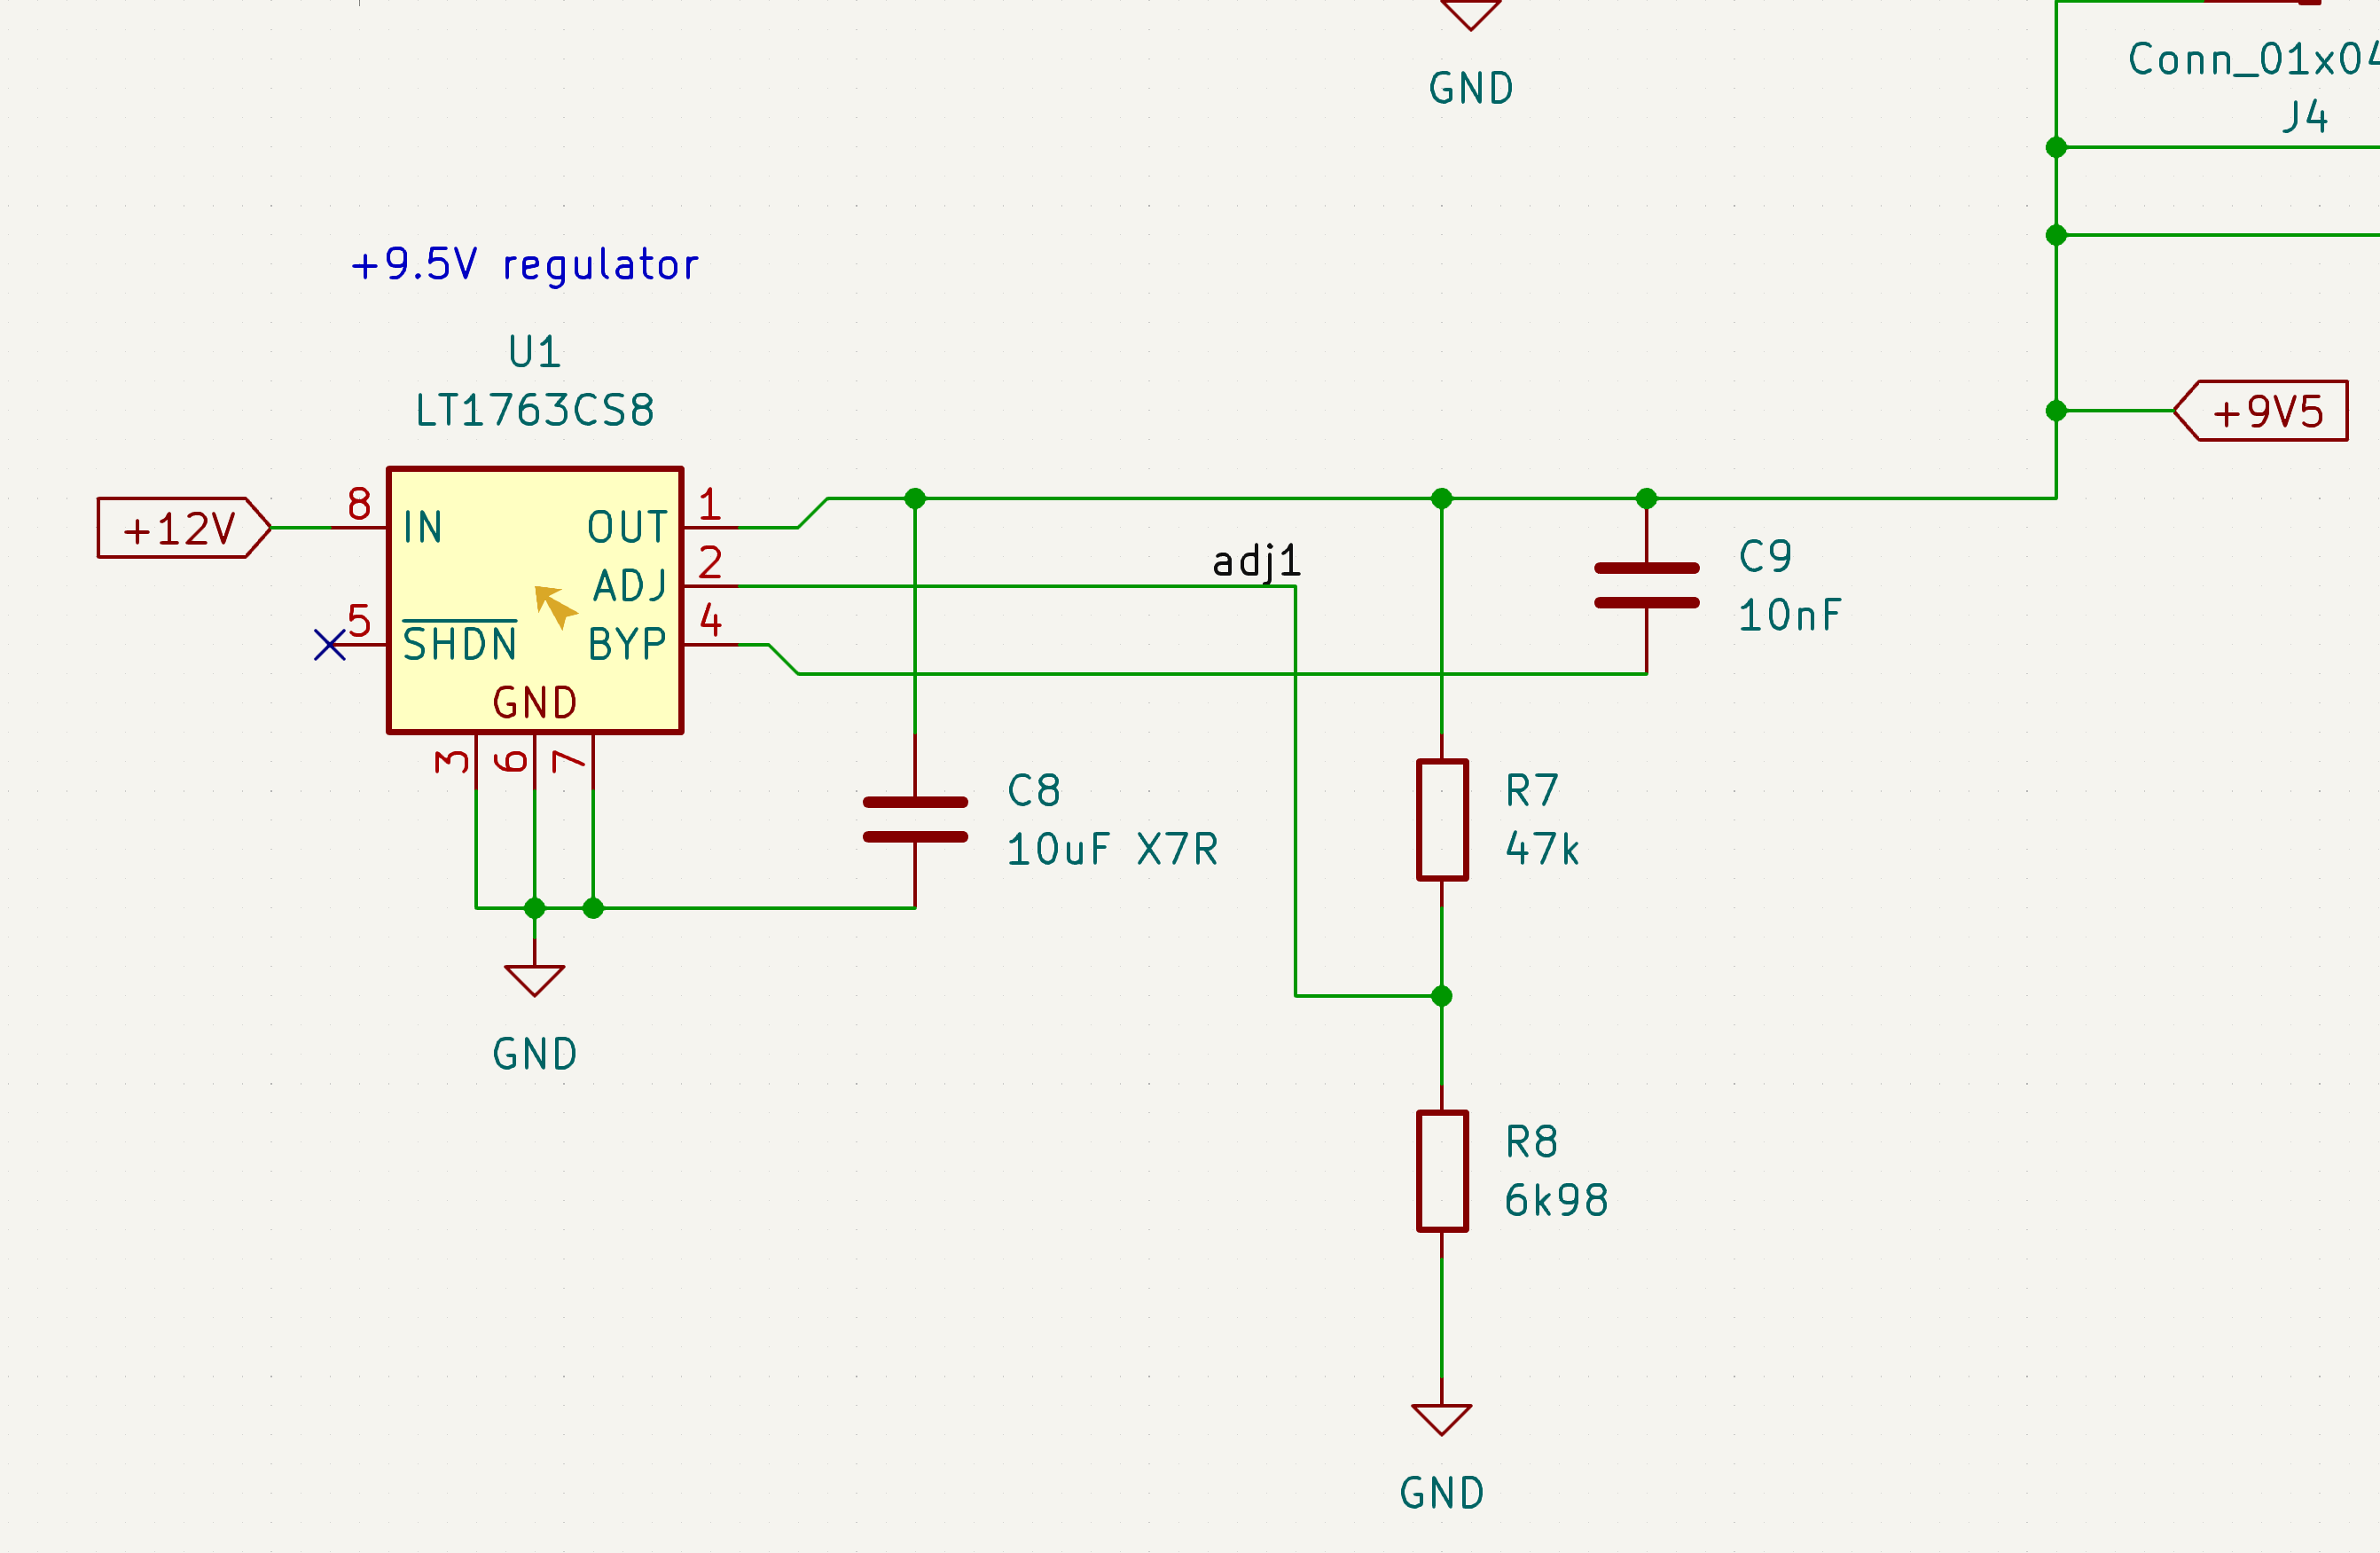 GND
Conn_01x04
J4
+9.5V regulator
U1
LT1763CS8
+9V5
+12V
8
IN
OUT
1
2
ADJ
adj1
5
SHDN
BYP
4
GND
3
6
7
C9
10nF
C8
10uF X7R
R7
47k
GND
R8
6k98
GND